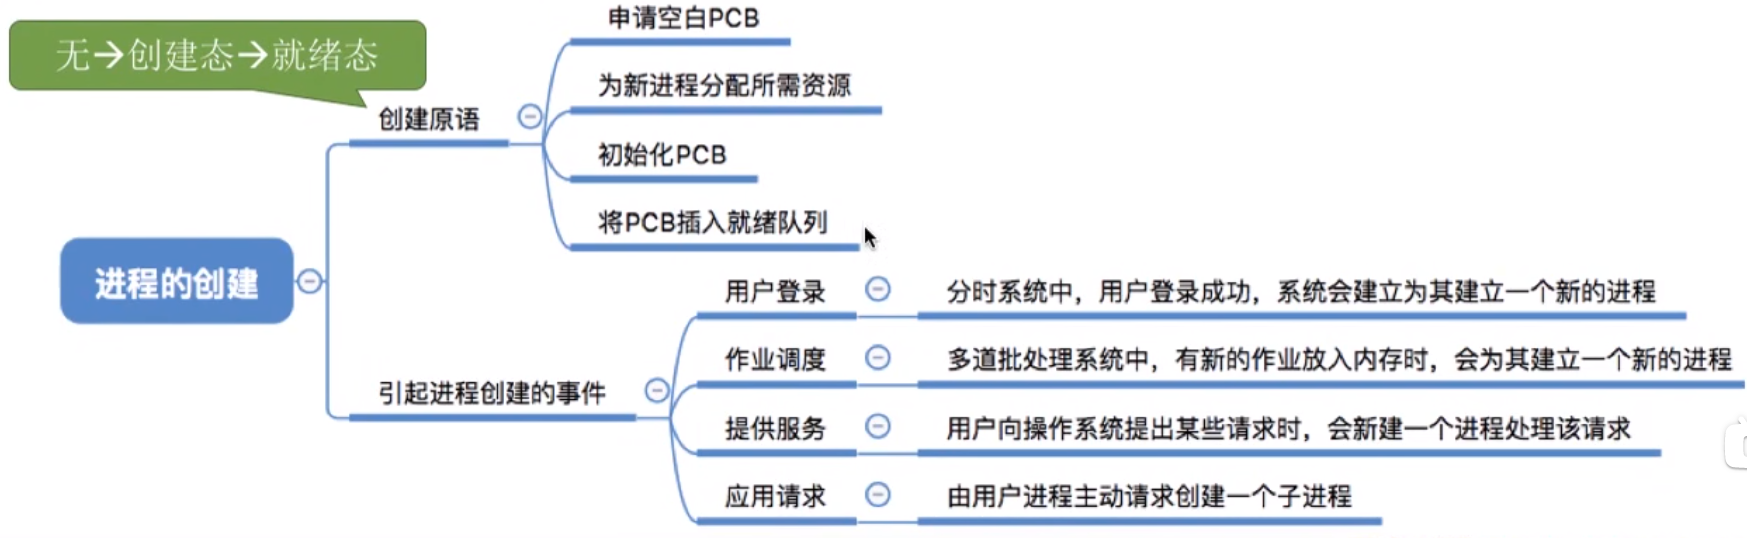 申请空白PCB
无→创建态→就绪态
为新进程分配所需资源
创建原语
初始化PCB
将PCB插入就绪队列
进程的创建
用户登录
分时系统中，用户登录成功，系统会建立为其建立一个新的进程
作业调度
多道批处理系统中，有新的作业放入内存时，会为其建立一个新的进程
引起进程创建的事件
提供服务
用户向操作系统提出某些请求时，会新建一个进程处理该请求
应用请求
由用户进程主动请求创建一个子进程